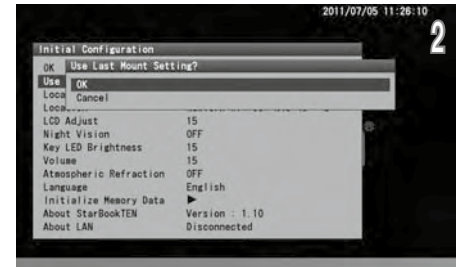 2011/07/05 11:26:10
2
Initial Configuration
OK
Use Last Mount Setting?
Use
OK
Loca
Cancel
Loca
LCD Adjust 15
Night Vision OFF
Key LED Brightness 15
Volume 15
Atmospheric Refraction OFF
Language English
Initialize Memory Data ▶
About StarBookTEN Version : 1.10
About LAN Disconnected